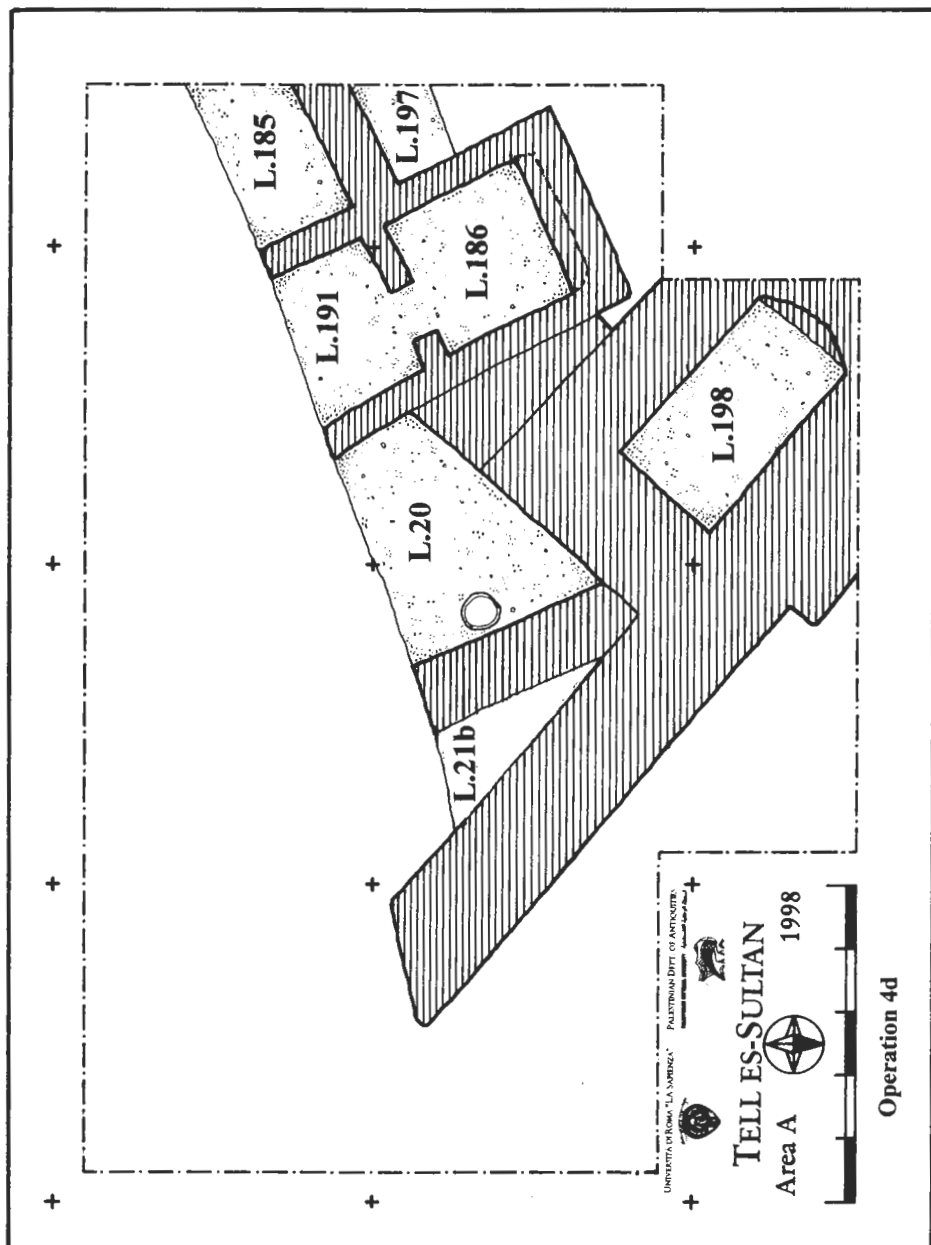 L.185
L.197
L.191
L.186
L.20
L.198
L.21b
UNIVERSITÀ DI ROMA "LA SAPIENZA"
PALESTINIAN DEPT. OF ANTIQUITIES
TELL ES-SULTAN
Area A
1998
Operation 4d